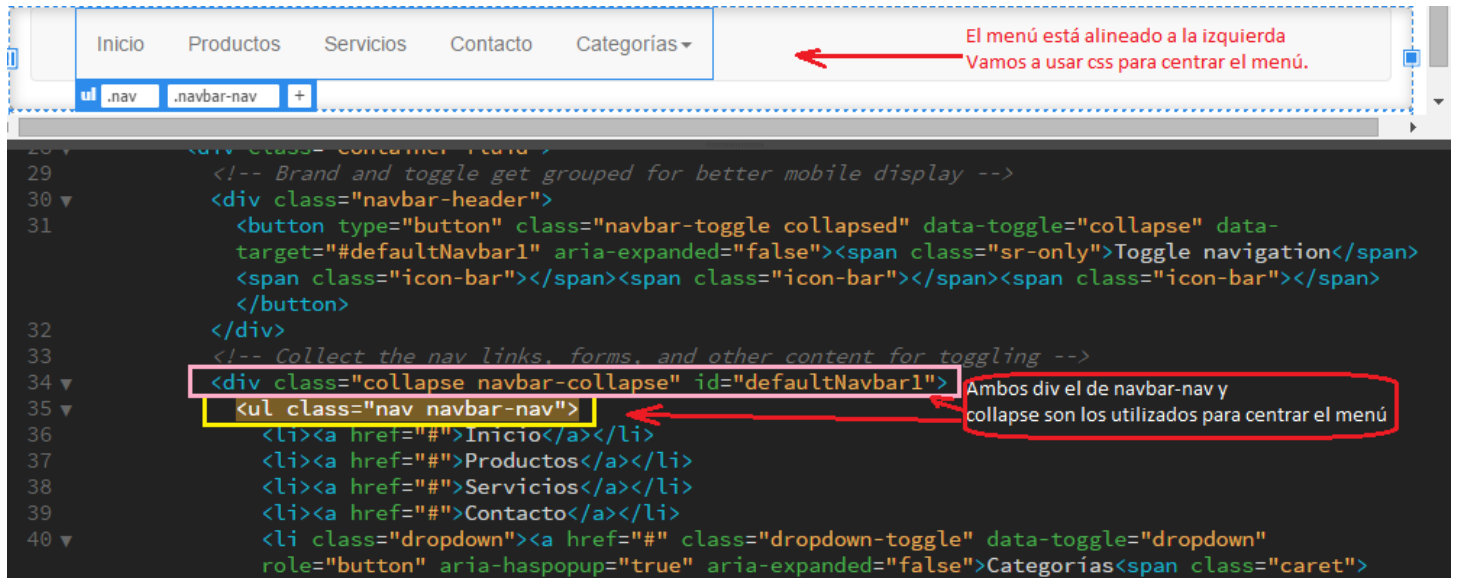 Inicio Productos Servicios Contacto Categorías
El menú está alineado a la izquierda
Vamos a usar css para centrar el menú.
ul .nav .navbar-nav +
28 <div class="container-fluid">
29 <!-- Brand and toggle get grouped for better mobile display -->
30 <div class="navbar-header">
31 <button type="button" class="navbar-toggle collapsed" data-toggle="collapse" data-
target="#defaultNavbar1" aria-expanded="false"><span class="sr-only">Toggle navigation</span>
<span class="icon-bar"></span><span class="icon-bar"></span><span class="icon-bar"></span>
</button>
32 </div>
33 <!-- Collect the nav links, forms, and other content for toggling -->
34 <div class="collapse navbar-collapse" id="defaultNavbar1">
Ambos div el de navbar-nav y
collapse son los utilizados para centrar el menú
35 <ul class="nav navbar-nav">
36 <li><a href="#">Inicio</a></li>
37 <li><a href="#">Productos</a></li>
38 <li><a href="#">Servicios</a></li>
39 <li><a href="#">Contacto</a></li>
40 <li class="dropdown"><a href="#" class="dropdown-toggle" data-toggle="dropdown"
role="button" aria-haspopup="true" aria-expanded="false">Categorías<span class="caret">